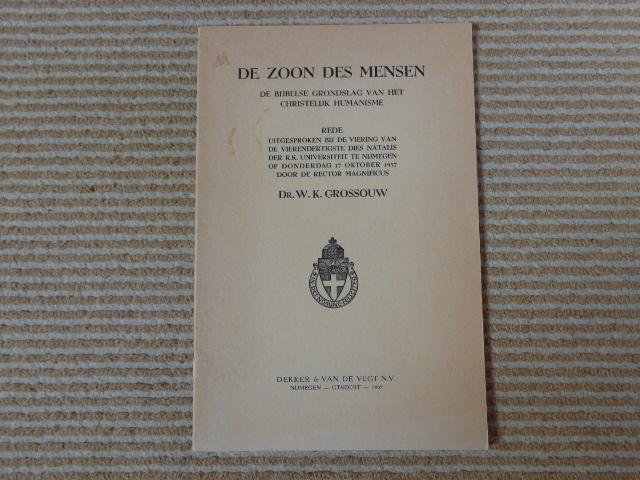 DE ZOON DES MENSEN
DE BIJBELSE GRONDSLAG VAN HET
CHRISTELIJK HUMANISME
REDE
UITGESPROKEN BIJ DE VIERING VAN
DE VIERENDERTIGSTE DIES NATALIS
DER R.K. UNIVERSITEIT TE NIJMEGEN
OP DONDERDAG 17 OKTOBER 1957
DOOR DE RECTOR MAGNIFICUS
DR. W. K. GROSSOUW
DEKKER & VAN DE VEGT N.V.
NIJMEGEN — UTRECHT — 1957